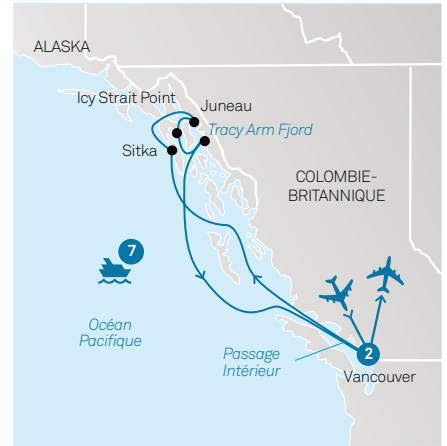 ALASKA
Icy Strait Point
Juneau
Tracy Arm Fjord
Sitka
COLOMBIE-
BRITANNIQUE
7
Océan
Pacifique
Passage
Intérieur
2
Vancouver